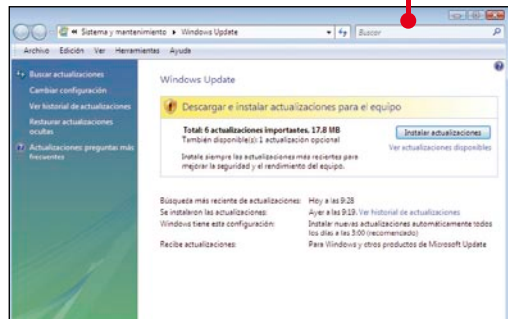 « Sistema y mantenimiento ▸ Windows Update
Buscar
Archivo Edición Ver Herramientas Ayuda
Buscar actualizaciones
Cambiar configuración
Ver historial de actualizaciones
Restaurar actualizaciones
ocultas
Actualizaciones: preguntas más
frecuentes
Windows Update
Descargar e instalar actualizaciones para el equipo
Total: 6 actualizaciones importantes, 17.8 MB
También disponible(s): 1 actualización opcional
Instalar actualizaciones
Ver actualizaciones disponibles
Instale siempre las actualizaciones más recientes para
mejorar la seguridad y el rendimiento
del equipo.
Búsqueda más reciente de actualizaciones: Hoy a las 9:28
Se instalaron las actualizaciones: Ayer a las 9:19. Ver historial de actualizaciones
Windows tiene esta configuración: Instalar nuevas actualizaciones automáticamente todos
los días a las 3:00 (recomendado)
Recibe actualizaciones: Para Windows y otros productos de Microsoft Update